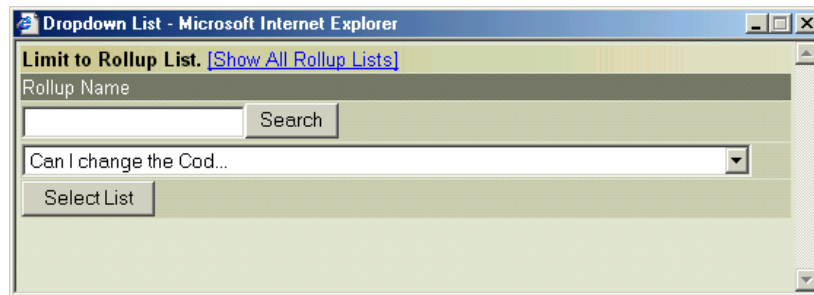 Dropdown List - Microsoft Internet Explorer
Limit to Rollup List. [Show All Rollup Lists]
Rollup Name
Search
Can I change the Cod...
Select List